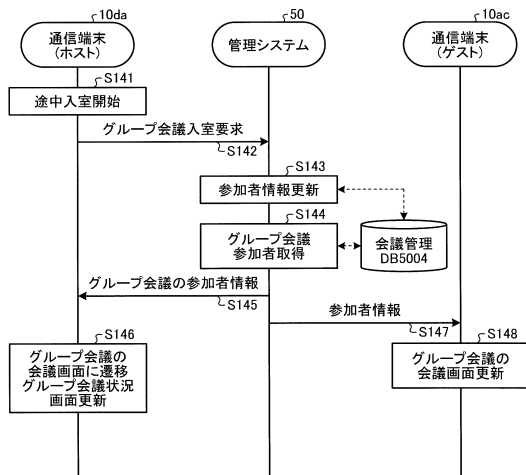 10da
50
10ac
通信端末
(ホスト)
管理システム
通信端末
(ゲスト)
S141
途中入室開始
グループ会議入室要求
S142
S143
参加者情報更新
S144
グループ会議
参加者取得
会議管理
DB5004
グループ会議の参加者情報
S145
参加者情報
S147
S146
グループ会議の
会議画面に遷移
グループ会議状況
画面更新
S148
グループ会議の
会議画面更新